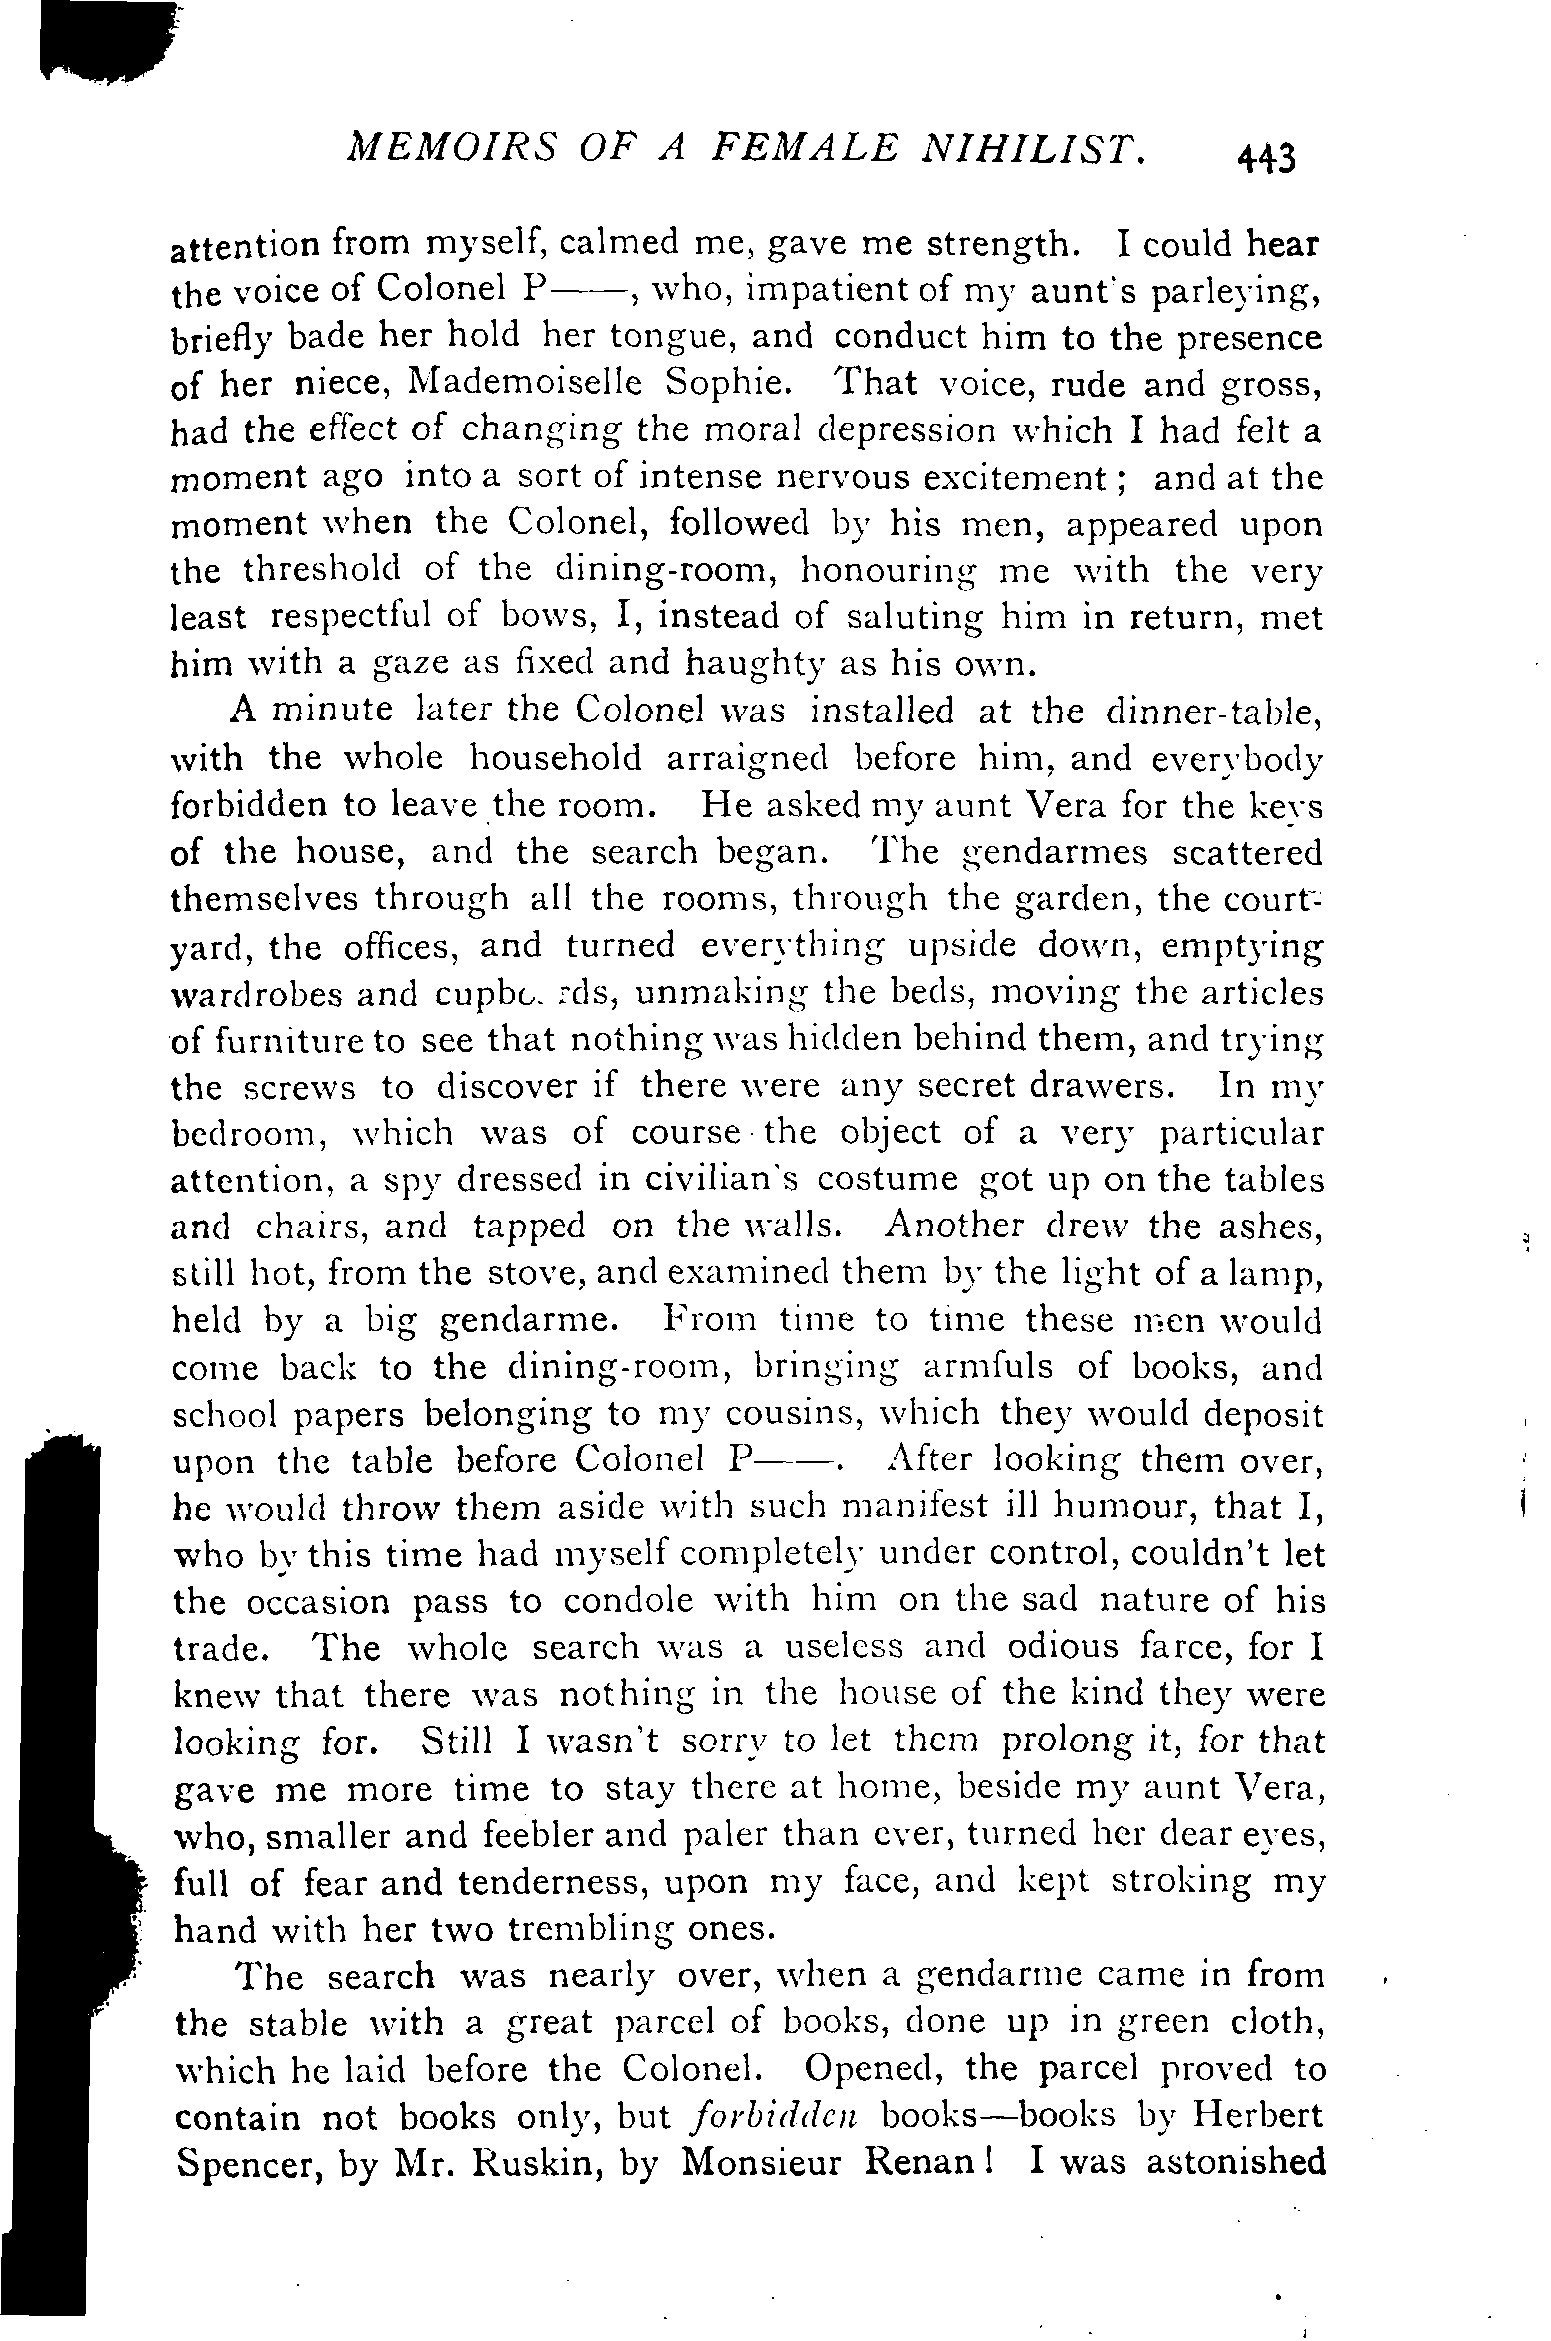 MEMOIRS OF A FEMALE NIHILIST. 443
attention from myself, calmed me, gave me strength. I could hear
the voice of Colonel P——, who, impatient of my aunt's parleying,
briefly bade her hold her tongue, and conduct him to the presence
of her niece, Mademoiselle Sophie. That voice, rude and gross,
had the effect of changing the moral depression which I had felt a
moment ago into a sort of intense nervous excitement; and at the
moment when the Colonel, followed by his men, appeared upon
the threshold of the dining-room, honouring me with the very
least respectful of bows, I, instead of saluting him in return, met
him with a gaze as fixed and haughty as his own.
A minute later the Colonel was installed at the dinner-table,
with the whole household arraigned before him, and everybody
forbidden to leave the room. He asked my aunt Vera for the keys
of the house, and the search began. The gendarmes scattered
themselves through all the rooms, through the garden, the court-
yard, the offices, and turned everything upside down, emptying
wardrobes and cupbo rds, unmaking the beds, moving the articles
of furniture to see that nothing was hidden behind them, and trying
the screws to discover if there were any secret drawers. In my
bedroom, which was of course the object of a very particular
attention, a spy dressed in civilian's costume got up on the tables
and chairs, and tapped on the walls. Another drew the ashes,
still hot, from the stove, and examined them by the light of a lamp,
held by a big gendarme. From time to time these men would
come back to the dining-room, bringing armfuls of books, and
school papers belonging to my cousins, which they would deposit
upon the table before Colonel P——. After looking them over,
he would throw them aside with such manifest ill humour, that I,
who by this time had myself completely under control, couldn't let
the occasion pass to condole with him on the sad nature of his
trade. The whole search was a useless and odious farce, for I
knew that there was nothing in the house of the kind they were
looking for. Still I wasn't sorry to let them prolong it, for that
gave me more time to stay there at home, beside my aunt Vera,
who, smaller and feebler and paler than ever, turned her dear eyes,
full of fear and tenderness, upon my face, and kept stroking my
hand with her two trembling ones.
The search was nearly over, when a gendarme came in from
the stable with a great parcel of books, done up in green cloth,
which he laid before the Colonel. Opened, the parcel proved to
contain not books only, but forbidden books—books by Herbert
Spencer, by Mr. Ruskin, by Monsieur Renan! I was astonished